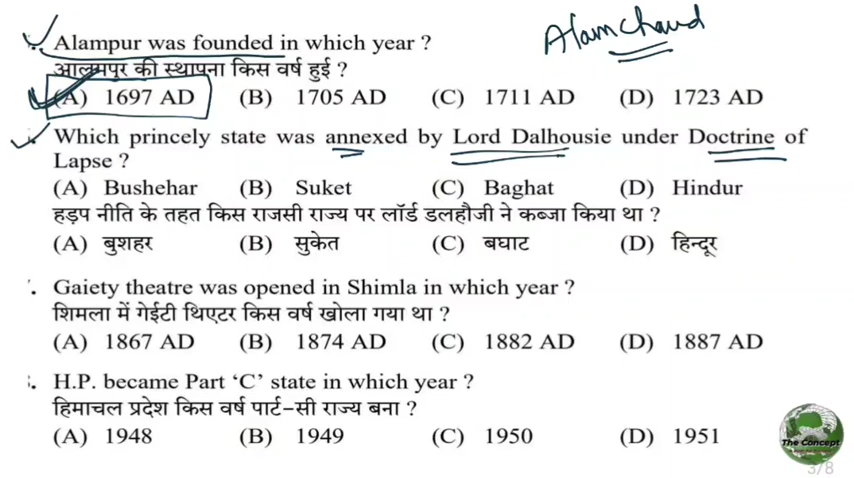 Alamchand
Alampur was founded in which year ?
आलमपुर की स्थापना किस वर्ष हुई ?
(A) 1697 AD (B) 1705 AD (C) 1711 AD (D) 1723 AD
Which princely state was annexed by Lord Dalhousie under Doctrine of
Lapse ?
(A) Bushehar (B) Suket (C) Baghat (D) Hindur
हड़प नीति के तहत किस राजसी राज्य पर लॉर्ड डलहौजी ने कब्जा किया था ?
(A) बुशहर (B) सुकेत (C) बघाट (D) हिन्दूर
Gaiety theatre was opened in Shimla in which year ?
शिमला में गेईटी थिएटर किस वर्ष खोला गया था ?
(A) 1867 AD (B) 1874 AD (C) 1882 AD (D) 1887 AD
H.P. became Part ‘C’ state in which year ?
हिमाचल प्रदेश किस वर्ष पार्ट–सी राज्य बना ?
(A) 1948 (B) 1949 (C) 1950 (D) 1951
The Concept
3/8